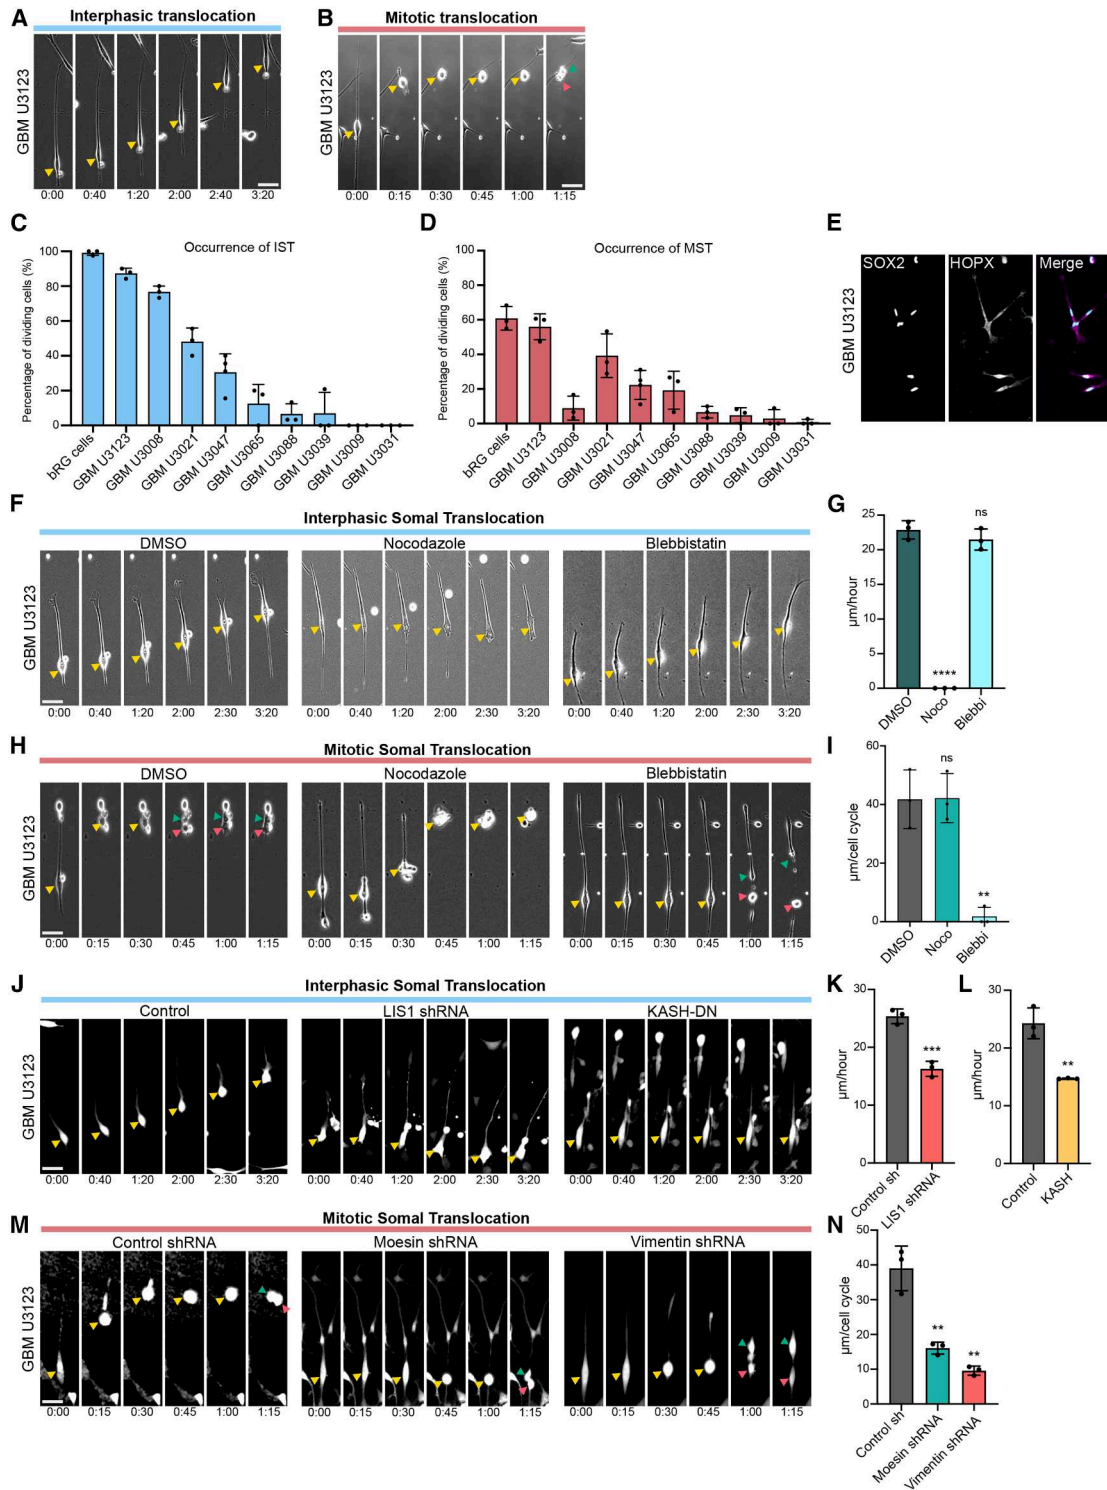 A
Interphasic translocation
GBM U3123
0:00 0:40 1:20 2:00 2:40 3:20
B
Mitotic translocation
GBM U3123
0:00 0:15 0:30 0:45 1:00 1:15
C
Occurrence of IST
Percentage of dividing cells (%)
100
80
60
40
20
0
bRG cells
GBM U3123
GBM U3008
GBM U3021
GBM U3047
GBM U3065
GBM U3088
GBM U3039
GBM U3009
GBM U3031
D
Occurrence of MST
Percentage of dividing cells (%)
100
80
60
40
20
0
bRG cells
GBM U3123
GBM U3008
GBM U3021
GBM U3047
GBM U3065
GBM U3088
GBM U3039
GBM U3009
GBM U3031
E
GBM U3123
SOX2 HOPX Merge
F
Interphasic Somal Translocation
DMSO Nocodazole Blebbistatin
GBM U3123
0:00 0:40 1:20 2:00 2:30 3:20 0:00 0:40 1:20 2:00 2:30 3:20 0:00 0:40 1:20 2:00 2:30 3:20
G
µm/hour
25
20
15
10
5
0
ns
****
DMSO
Noco
Blebbi
H
Mitotic Somal Translocation
DMSO Nocodazole Blebbistatin
GBM U3123
0:00 0:15 0:30 0:45 1:00 1:15 0:00 0:15 0:30 0:45 1:00 1:15 0:00 0:15 0:30 0:45 1:00 1:15
I
µm/cell cycle
60
40
20
0
ns
**
DMSO
Noco
Blebbi
J
Interphasic Somal Translocation
Control LIS1 shRNA KASH-DN
GBM U3123
0:00 0:40 1:20 2:00 2:30 3:20 0:00 0:40 1:20 2:00 2:30 3:20 0:00 0:40 1:20 2:00 2:30 3:20
K
µm/hour
30
20
10
0
***
Control sh
LIS1 shRNA
L
µm/hour
30
20
10
0
**
Control
KASH
M
Mitotic Somal Translocation
Control shRNA Moesin shRNA Vimentin shRNA
GBM U3123
0:00 0:15 0:30 0:45 1:00 1:15 0:00 0:15 0:30 0:45 1:00 1:15 0:00 0:15 0:30 0:45 1:00 1:15
N
µm/cell cycle
50
40
30
20
10
0
**
**
Control sh
Moesin shRNA
Vimentin shRNA